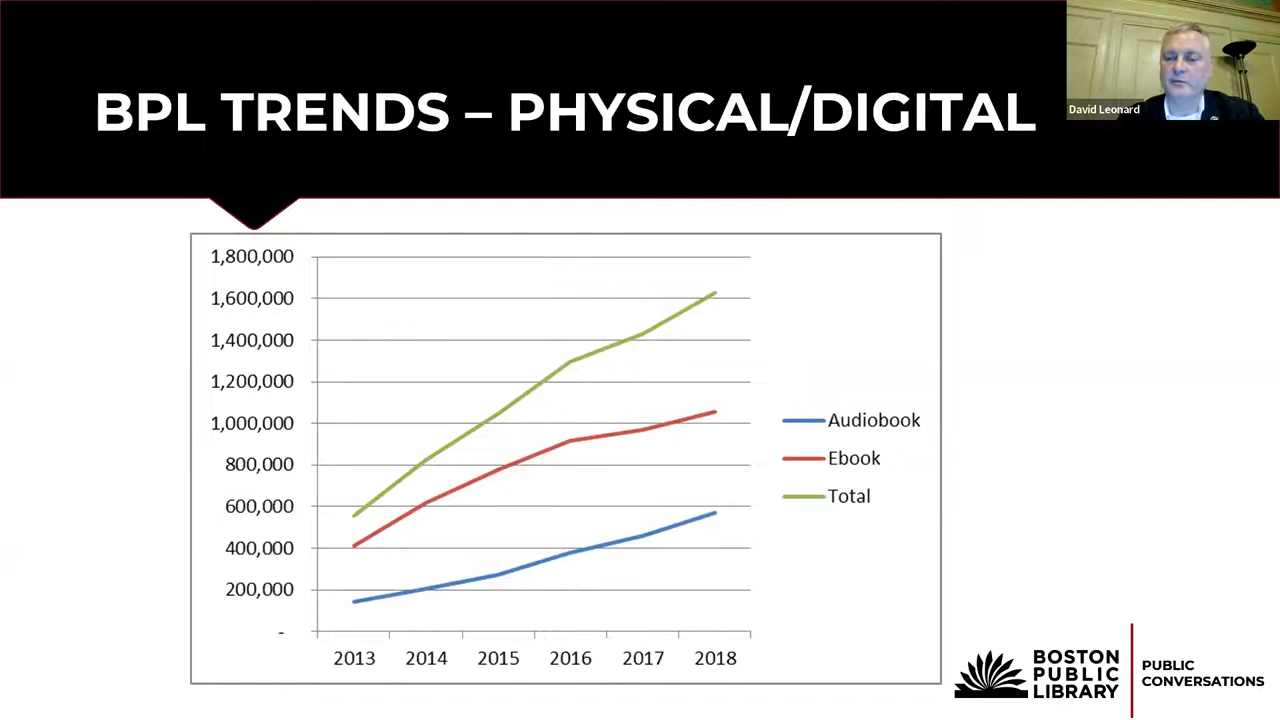 BPL TRENDS – PHYSICAL/DIGITAL
David Leonard
1,800,000
1,600,000
1,400,000
1,200,000
1,000,000
800,000
600,000
400,000
200,000
-
2013 2014 2015 2016 2017 2018
Audiobook
Ebook
Total
BOSTON
PUBLIC
LIBRARY
PUBLIC
CONVERSATIONS